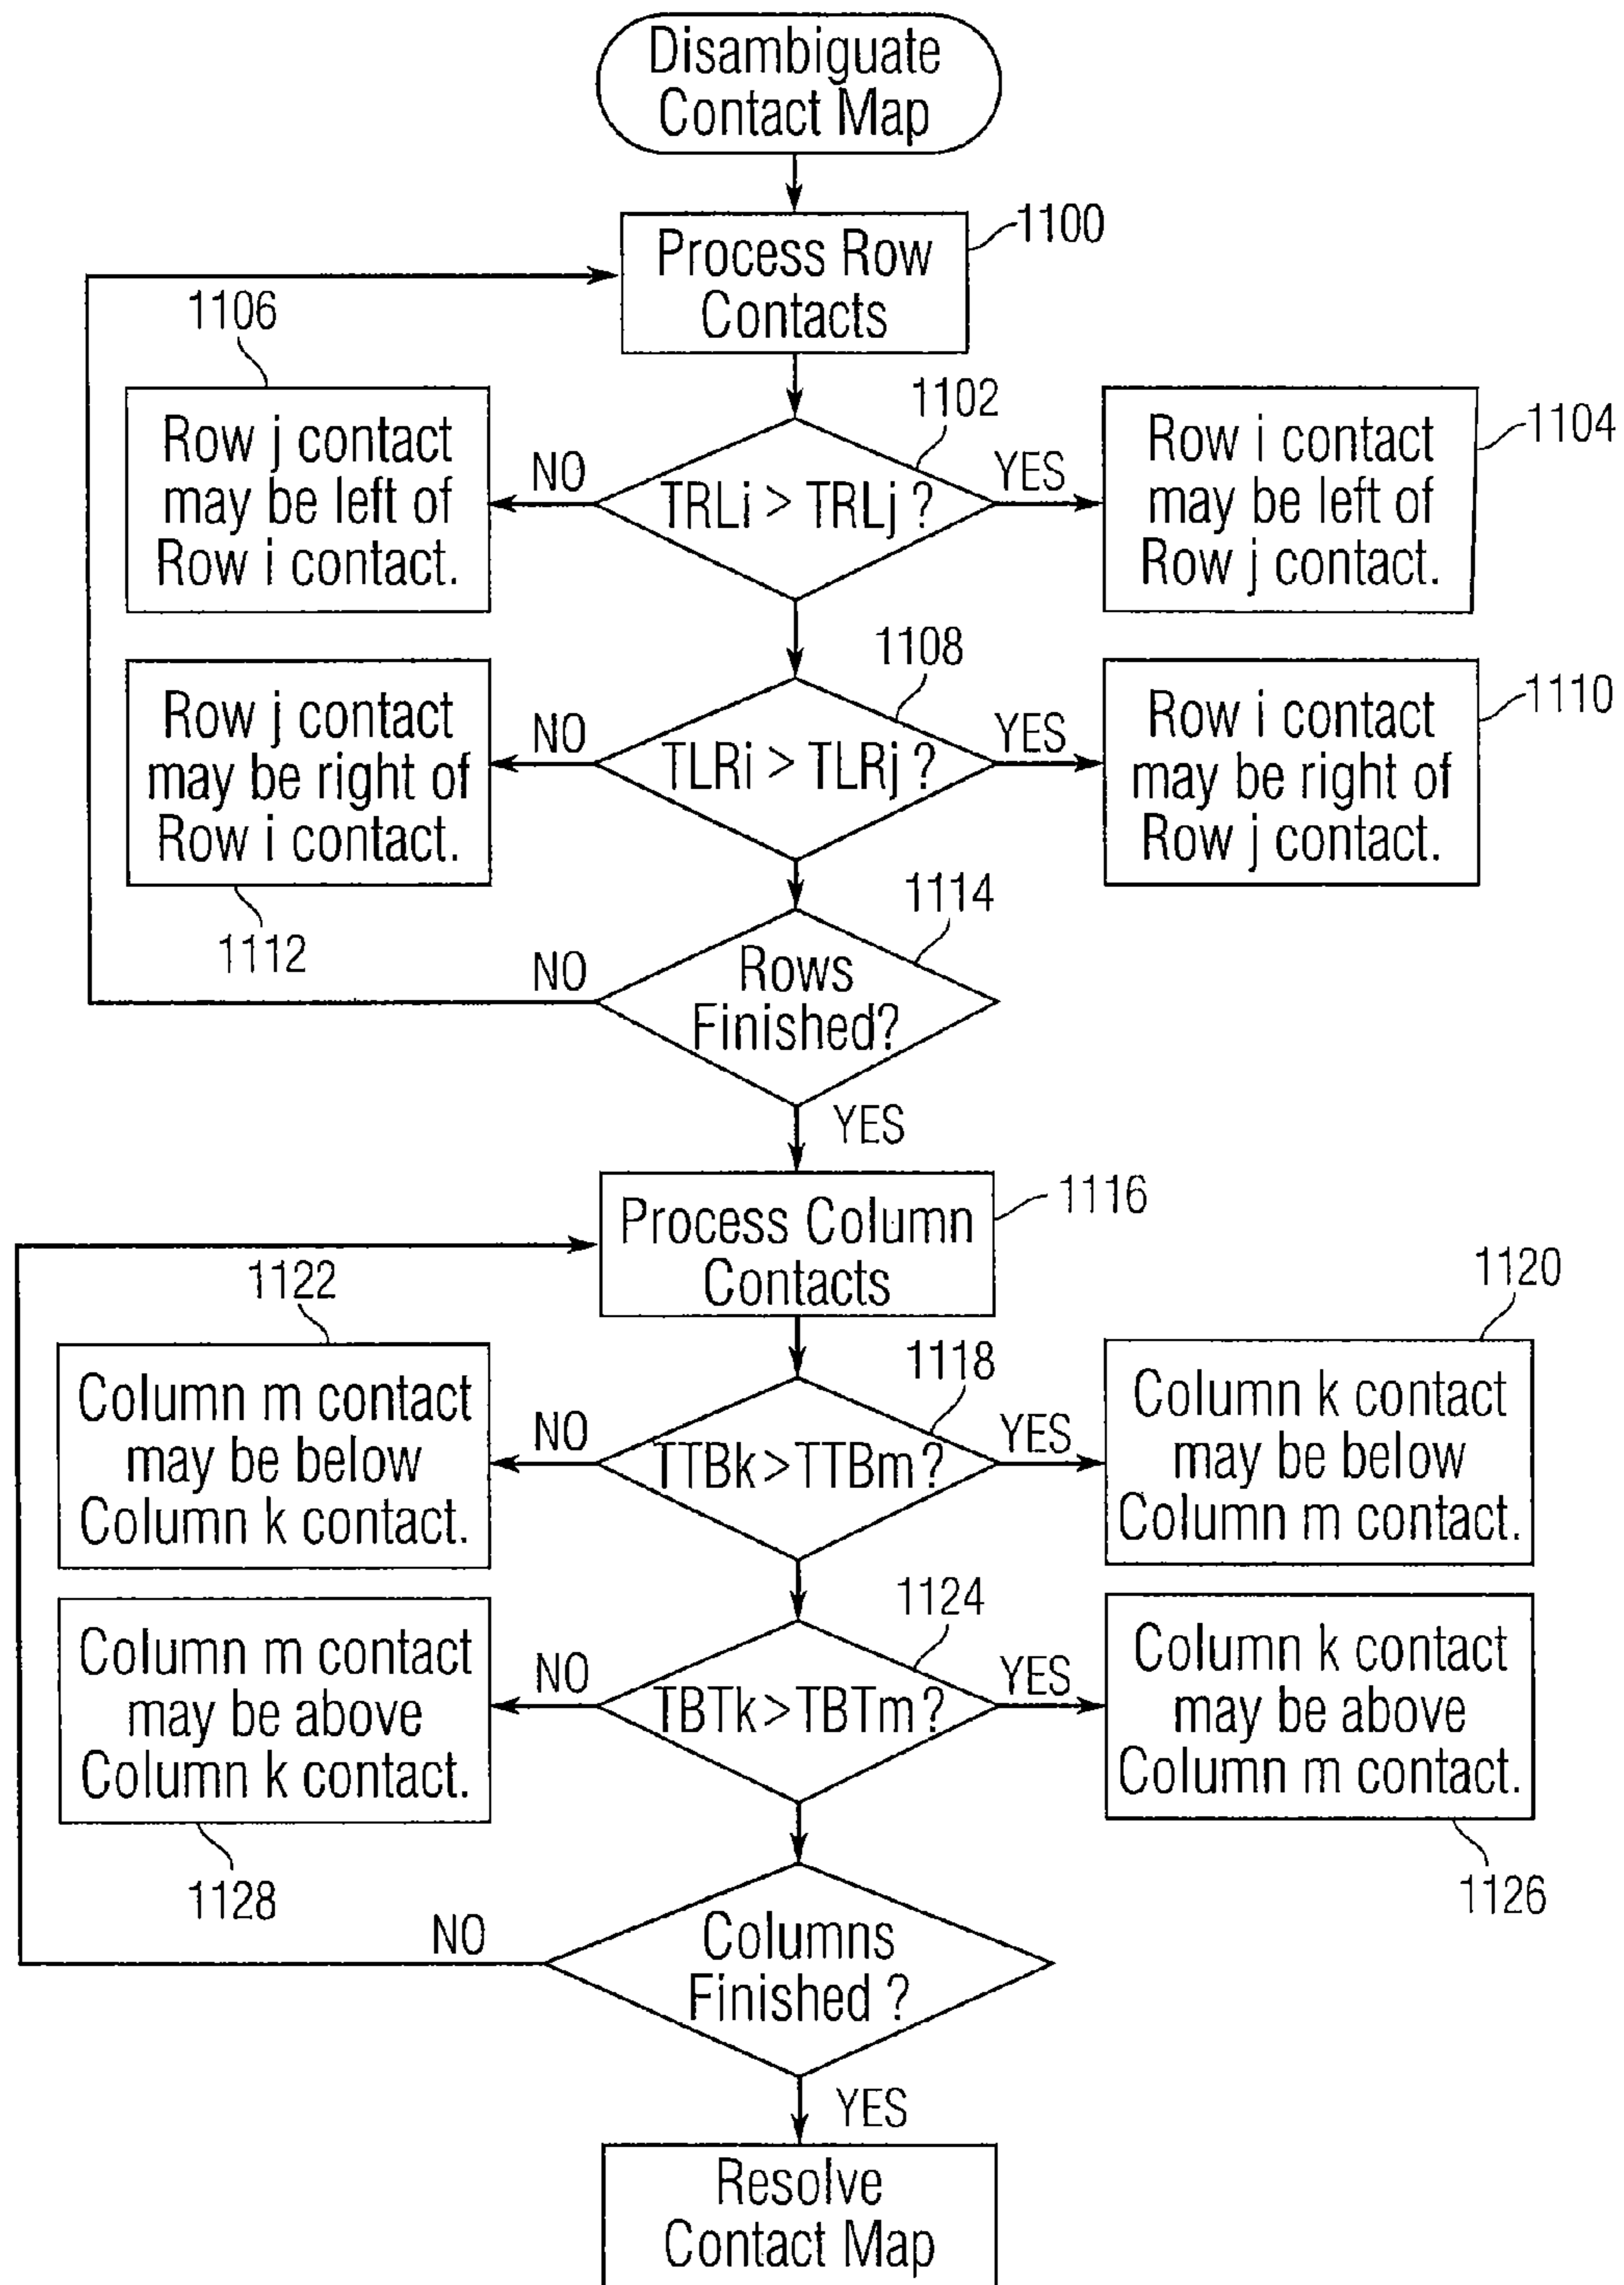 Disambiguate
Contact Map
1100
Process Row
Contacts
1106
1102
1104
Row j contact
may be left of
Row i contact.
NO
TRLi > TRLj ?
YES
Row i contact
may be left of
Row j contact.
1108
1110
Row j contact
may be right of
Row i contact.
NO
TLRi > TLRj ?
YES
Row i contact
may be right of
Row j contact.
1112
1114
NO
Rows
Finished?
YES
1116
Process Column
Contacts
1122
1118
1120
Column m contact
may be below
Column k contact.
NO
TTBk > TTBm?
YES
Column k contact
may be below
Column m contact.
1124
Column m contact
may be above
Column k contact.
NO
TBTk > TBTm?
YES
Column k contact
may be above
Column m contact.
1128
1126
NO
Columns
Finished ?
YES
Resolve
Contact Map